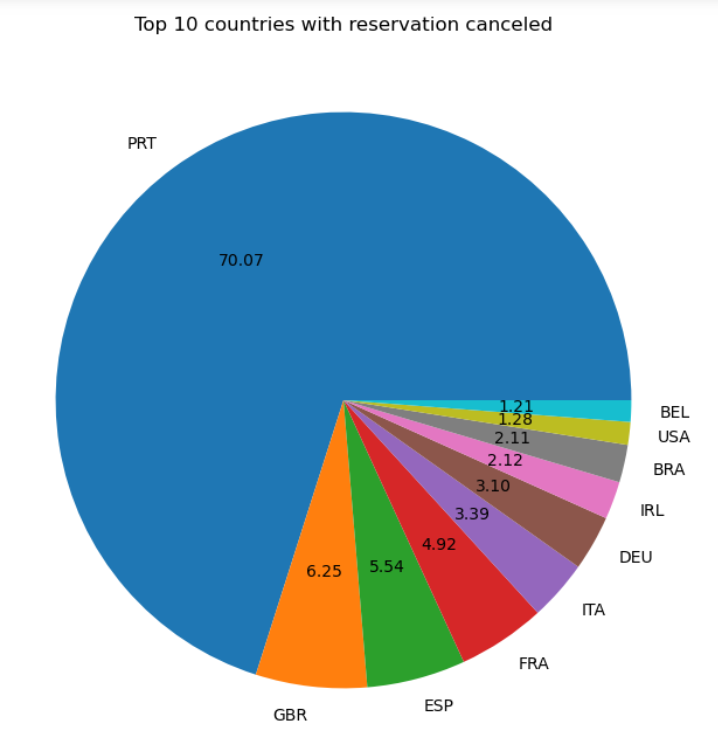 Top 10 countries with reservation canceled
PRT
70.07
1.21
BEL
1.28
USA
2.11
BRA
2.12
IRL
3.10
DEU
3.39
ITA
4.92
FRA
5.54
ESP
6.25
GBR